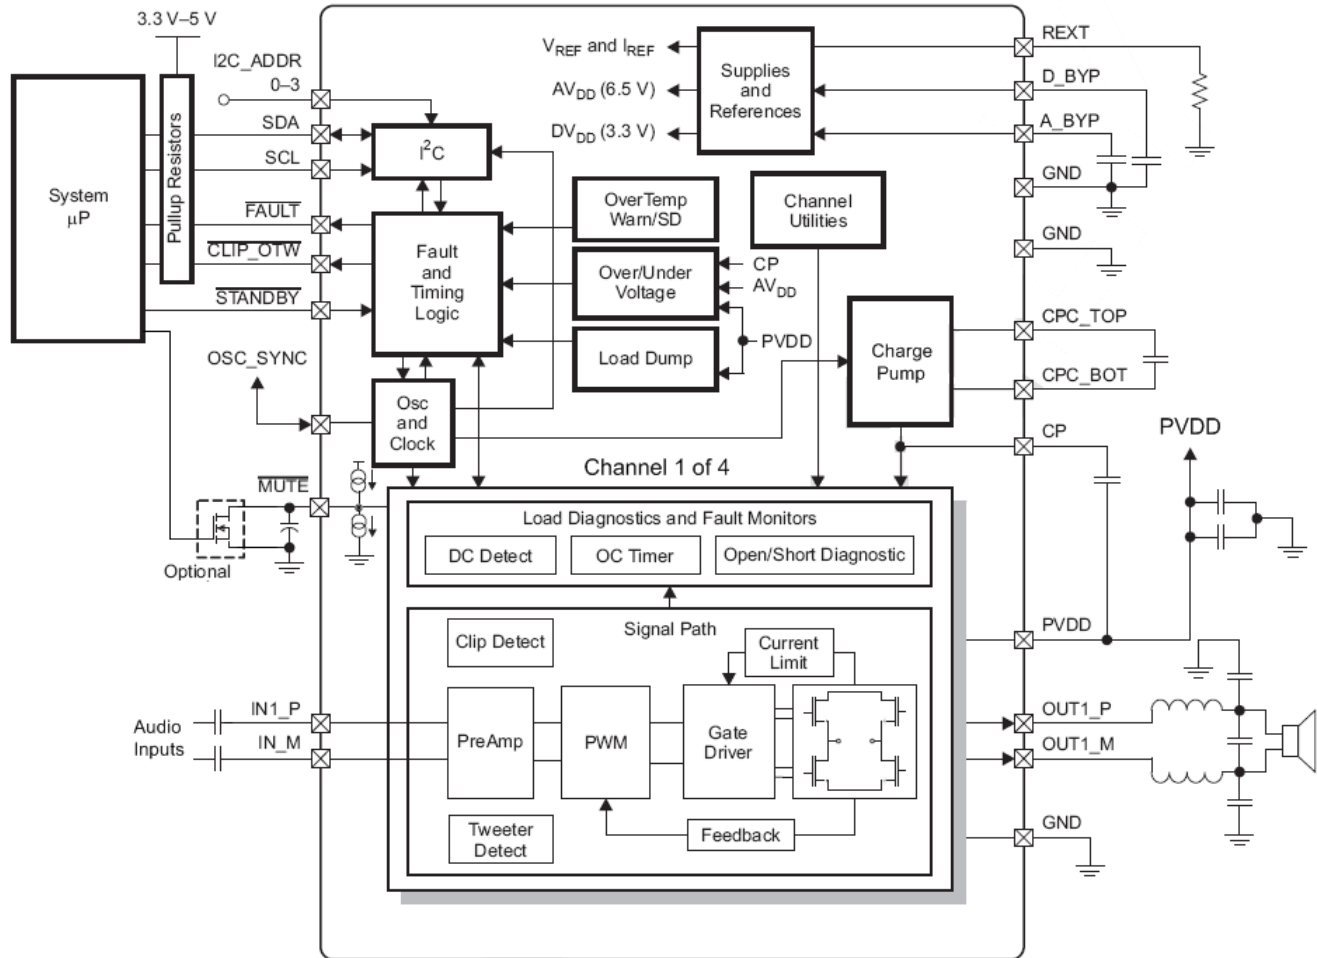 3.3 V–5 V
I2C_ADDR
0–3
SDA
SCL
FAULT
CLIP_OTW
STANDBY
OSC_SYNC
MUTE
Optional
System
μP
Pullup Resistors
I²C
Fault
and
Timing
Logic
Osc
and
Clock
VREF and IREF
AVDD (6.5 V)
DVDD (3.3 V)
Supplies
and
References
OverTemp
Warn/SD
Over/Under
Voltage
Load Dump
CP
AVDD
PVDD
Channel
Utilities
Charge
Pump
REXT
D_BYP
A_BYP
GND
GND
CPC_TOP
CPC_BOT
CP
PVDD
Channel 1 of 4
Load Diagnostics and Fault Monitors
DC Detect
OC Timer
Open/Short Diagnostic
Signal Path
Clip Detect
Current
Limit
PreAmp
PWM
Gate
Driver
Feedback
Tweeter
Detect
Audio
Inputs
IN1_P
IN_M
PVDD
OUT1_P
OUT1_M
GND